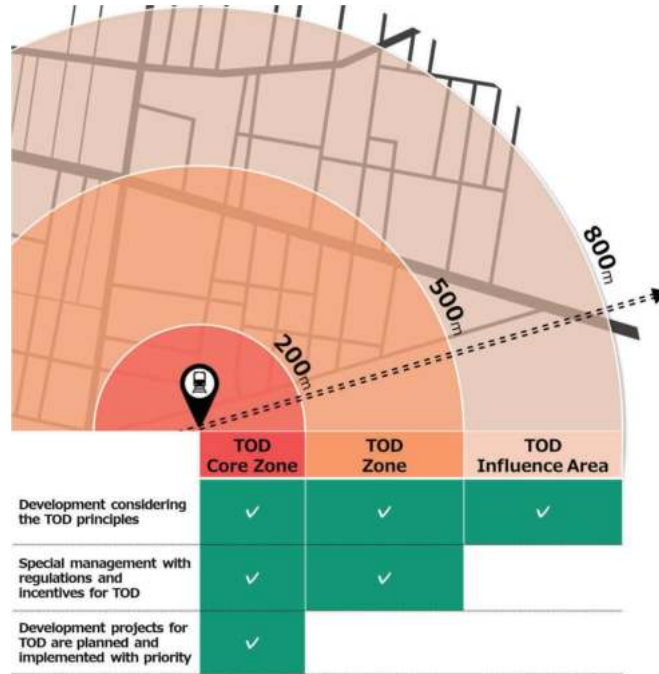 800m
500m
200m
TOD
Core Zone
TOD
Zone
TOD
Influence Area
Development considering
the TOD principles
Special management with
regulations and
incentives for TOD
Development projects for
TOD are planned and
implemented with priority